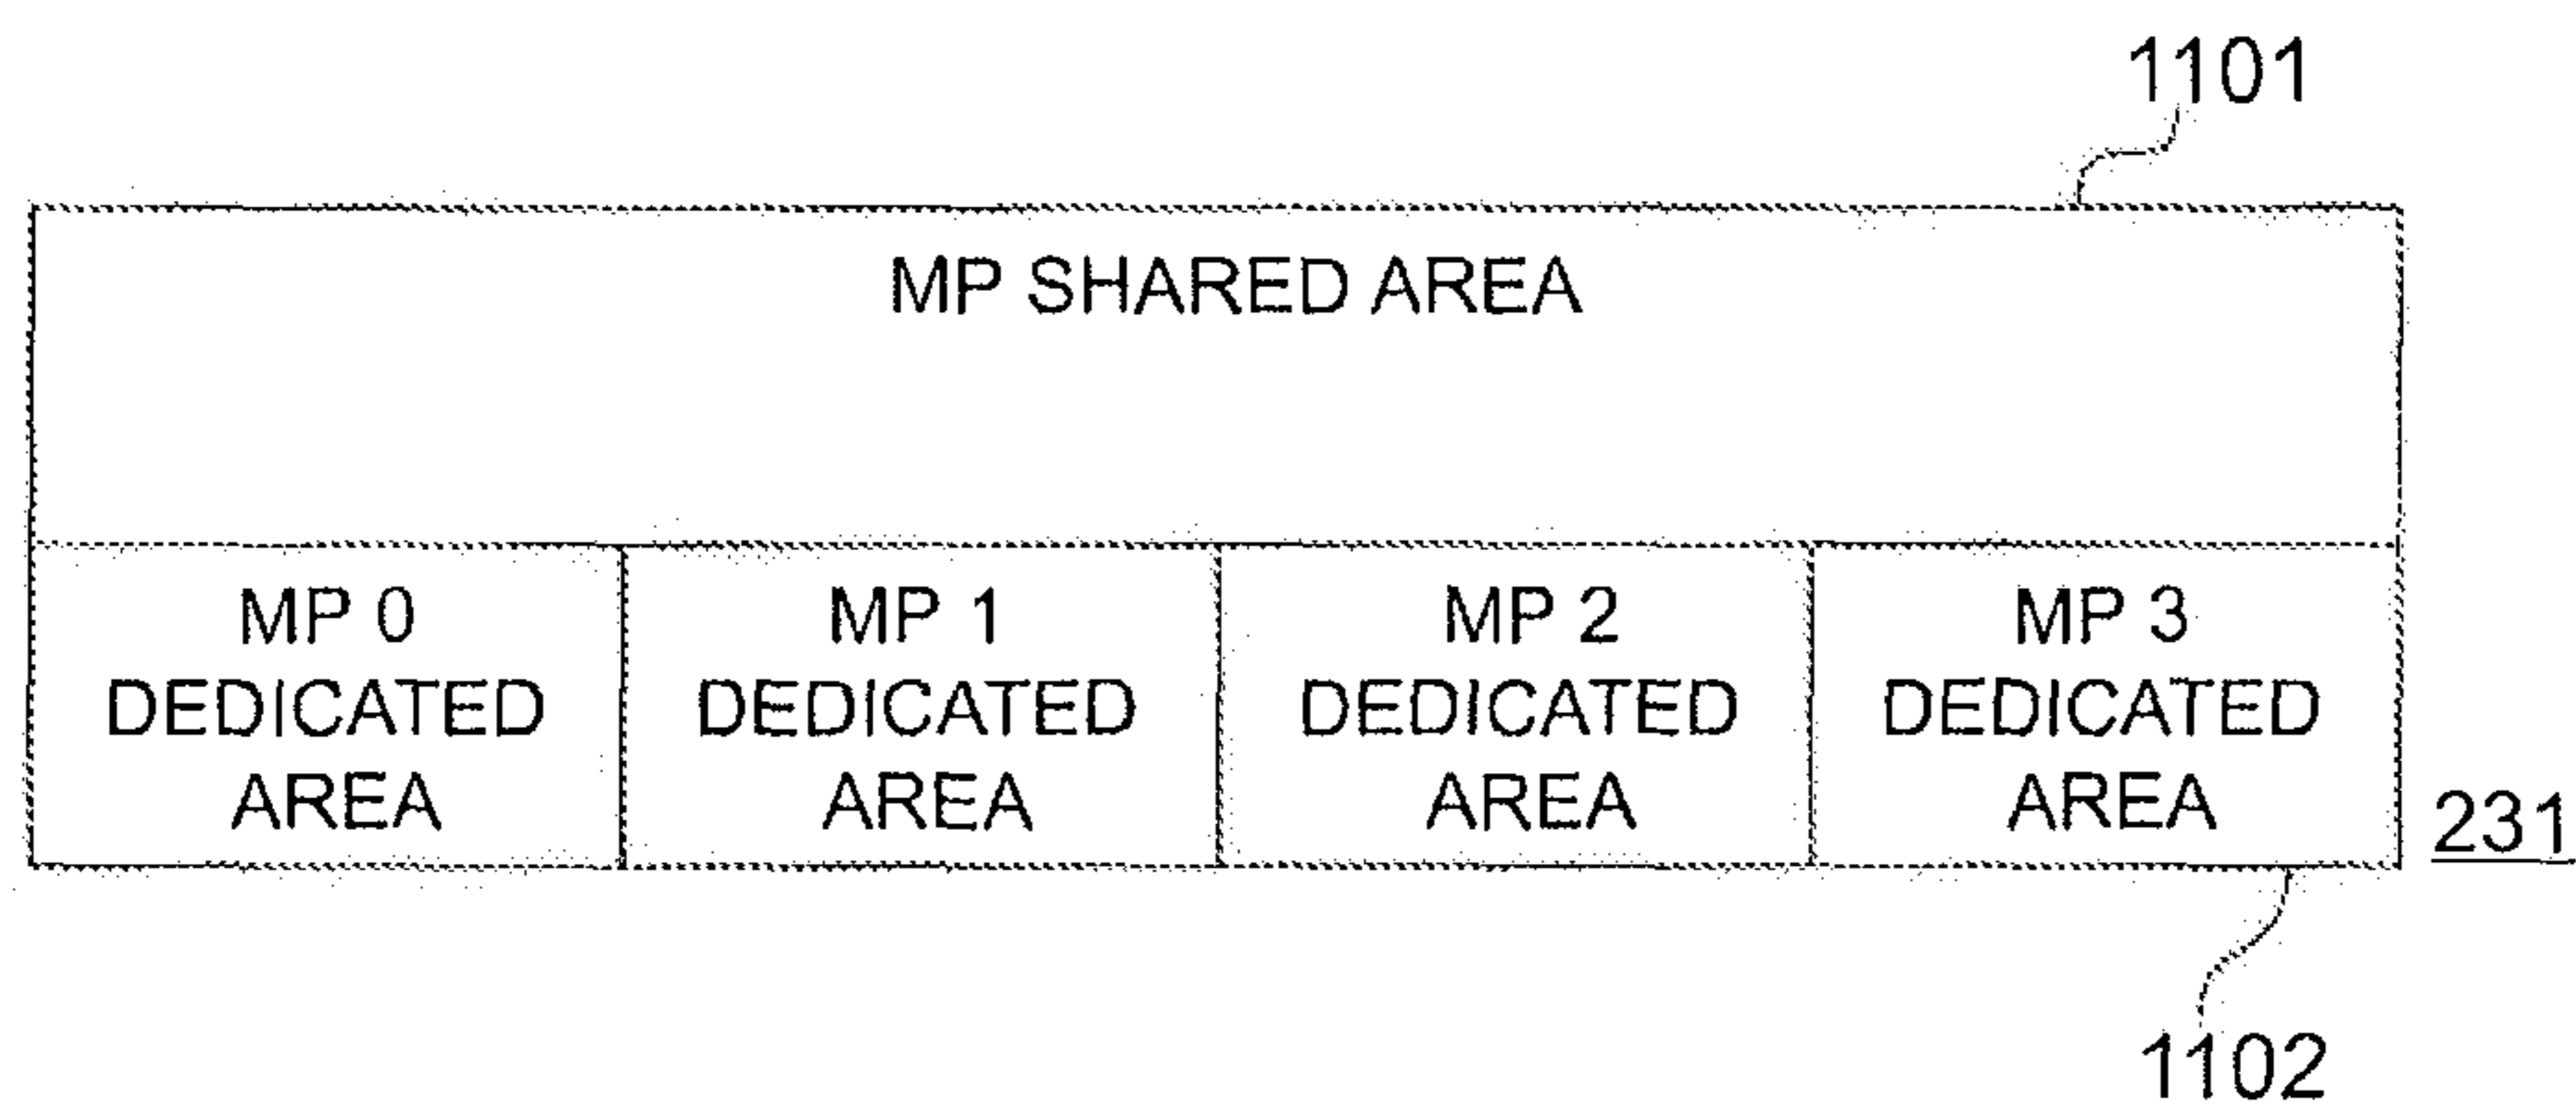 1101
MP SHARED AREA
MP 0
DEDICATED
AREA
MP 1
DEDICATED
AREA
MP 2
DEDICATED
AREA
MP 3
DEDICATED
AREA
231
1102